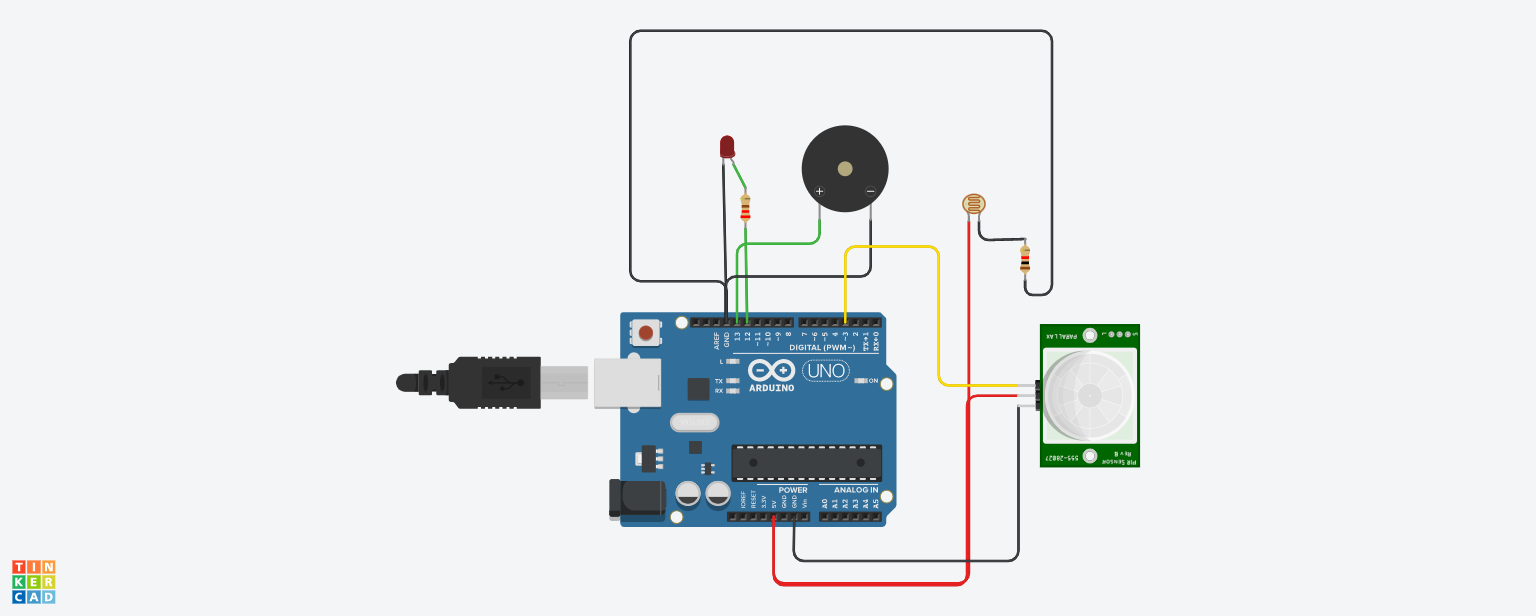 AREF
GND
13
12
~11
~10
~9
8
7
~6
~5
4
~3
2
TX→1
RX←0
DIGITAL (PWM~)
L
TX
RX
ARDUINO
UNO
ON
IOREF
RESET
3.3V
5V
GND
GND
Vin
POWER
ANALOG IN
A0
A1
A2
A3
A4
A5
PARALLAX
PIR SENSOR
Rev B
555-28027
TIN
KER
CAD